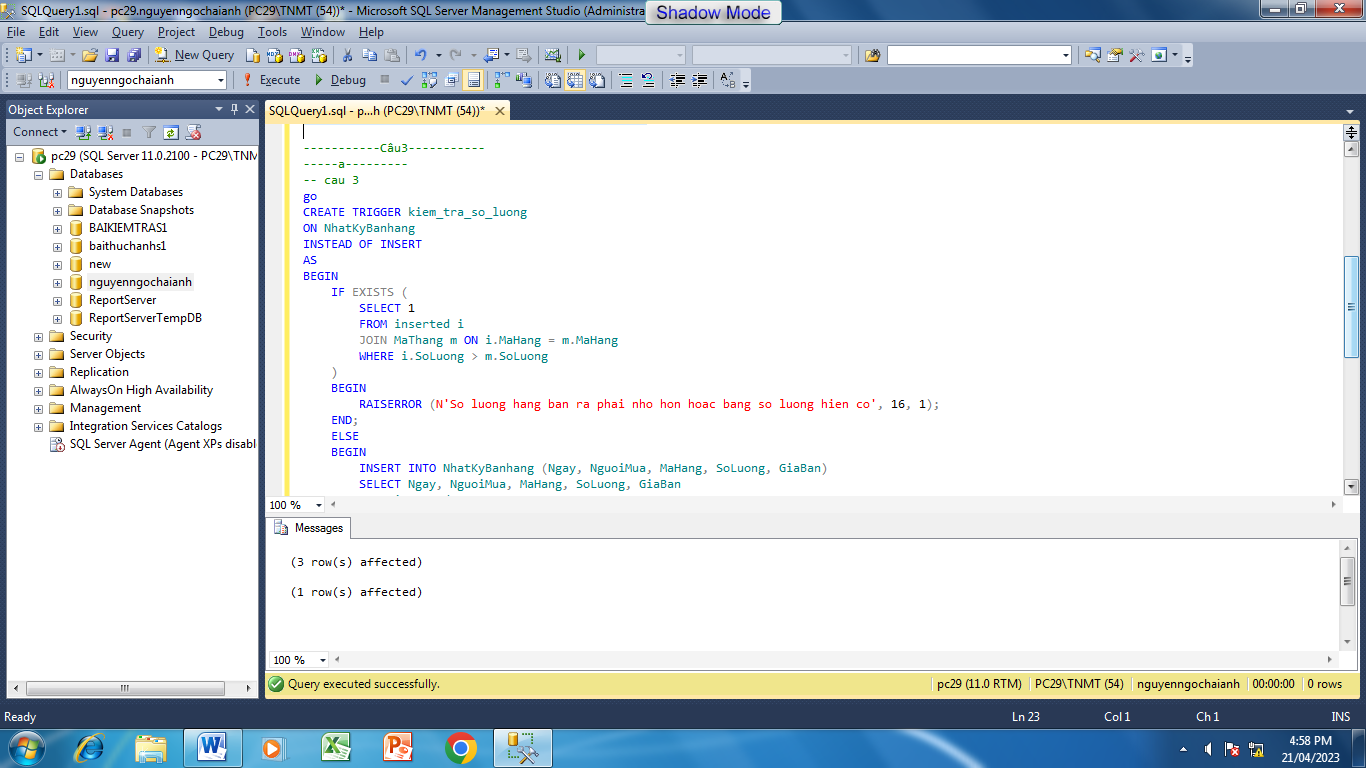 SQLQuery1.sql - pc29.nguyenngochaianh (PC29\TNMT (54))* - Microsoft SQL Server Management Studio (Administra
Shadow Mode
File Edit View Query Project Debug Tools Window Help
New Query
nguyenngochaianh Execute Debug
Object Explorer
SQLQuery1.sql - p...h (PC29\TNMT (54))*
Connect
pc29 (SQL Server 11.0.2100 - PC29\TNM
Databases
System Databases
Database Snapshots
BAIKIEMTRAS1
baithuchanhs1
new
nguyenngochaianh
ReportServer
ReportServerTempDB
Security
Server Objects
Replication
AlwaysOn High Availability
Management
Integration Services Catalogs
SQL Server Agent (Agent XPs disabl
-----------Câu3-----------
-----a---------
-- cau 3
go
CREATE TRIGGER kiem_tra_so_luong
ON NhatKyBanhang
INSTEAD OF INSERT
AS
BEGIN
IF EXISTS (
SELECT 1
FROM inserted i
JOIN MaThang m ON i.MaHang = m.MaHang
WHERE i.SoLuong > m.SoLuong
)
BEGIN
RAISERROR (N'So luong hang ban ra phai nho hon hoac bang so luong hien co', 16, 1);
END;
ELSE
BEGIN
INSERT INTO NhatKyBanhang (Ngay, NguoiMua, MaHang, SoLuong, GiaBan)
SELECT Ngay, NguoiMua, MaHang, SoLuong, GiaBan
100 %
Messages
(3 row(s) affected)
(1 row(s) affected)
100 %
Query executed successfully. pc29 (11.0 RTM) PC29\TNMT (54) nguyenngochaianh 00:00:00 0 rows
Ready Ln 23 Col 1 Ch 1 INS
4:58 PM
21/04/2023